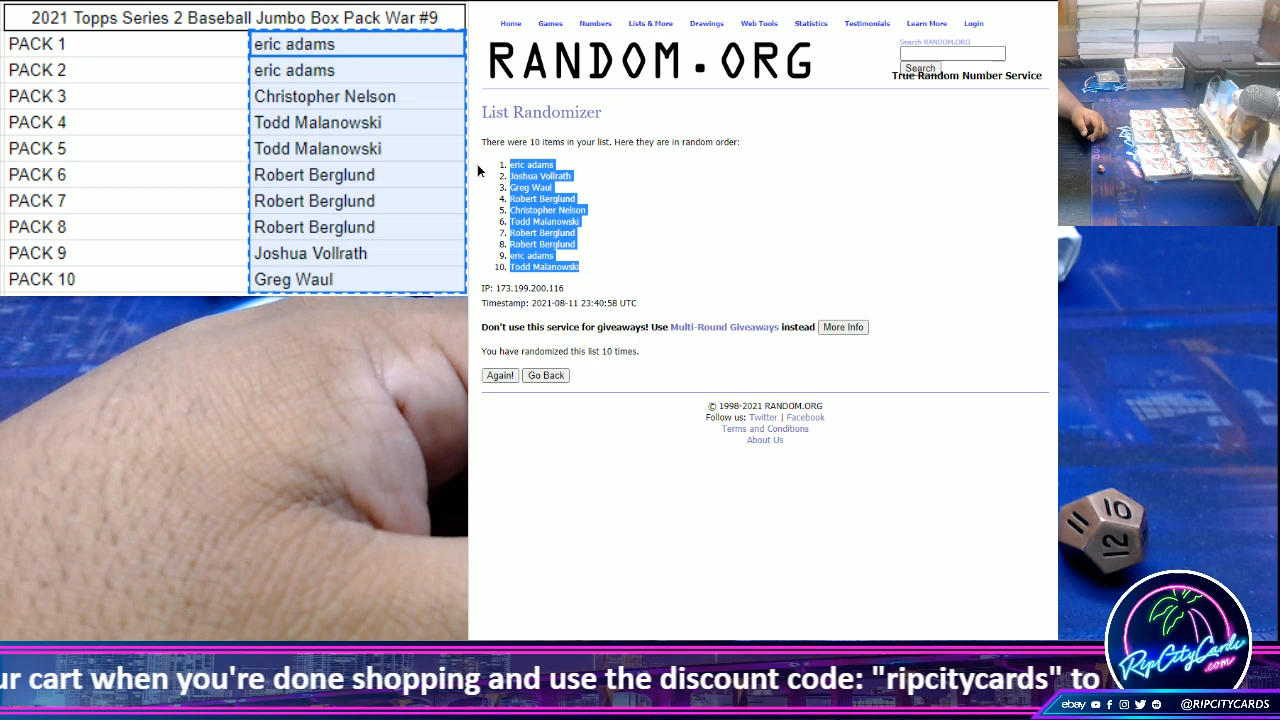 2021 Topps Series 2 Baseball Jumbo Box Pack War #9
PACK 1 eric adams
PACK 2 eric adams
PACK 3 Christopher Nelson
PACK 4 Todd Malanowski
PACK 5 Todd Malanowski
PACK 6 Robert Berglund
PACK 7 Robert Berglund
PACK 8 Robert Berglund
PACK 9 Joshua Vollrath
PACK 10 Greg Waul
Home Games Numbers Lists & More Drawings Web Tools Statistics Testimonials Learn More Login
RANDOM.ORG
Search RANDOM.ORG
Search
True Random Number Service
List Randomizer
There were 10 items in your list. Here they are in random order:
1. eric adams
2. Joshua Vollrath
3. Greg Waul
4. Robert Berglund
5. Christopher Nelson
6. Todd Malanowski
7. Robert Berglund
8. Robert Berglund
9. eric adams
10. Todd Malanowski
IP: 173.199.200.116
Timestamp: 2021-08-11 23:40:58 UTC
Don't use this service for giveaways! Use Multi-Round Giveaways instead More Info
You have randomized this list 10 times.
Again! Go Back
© 1998-2021 RANDOM.ORG
Follow us: Twitter | Facebook
Terms and Conditions
About Us
11 10
12
RipCityCards
.com
ur cart when you're done shopping and use the discount code: "ripcitycards" to
ebay @RIPCITYCARDS